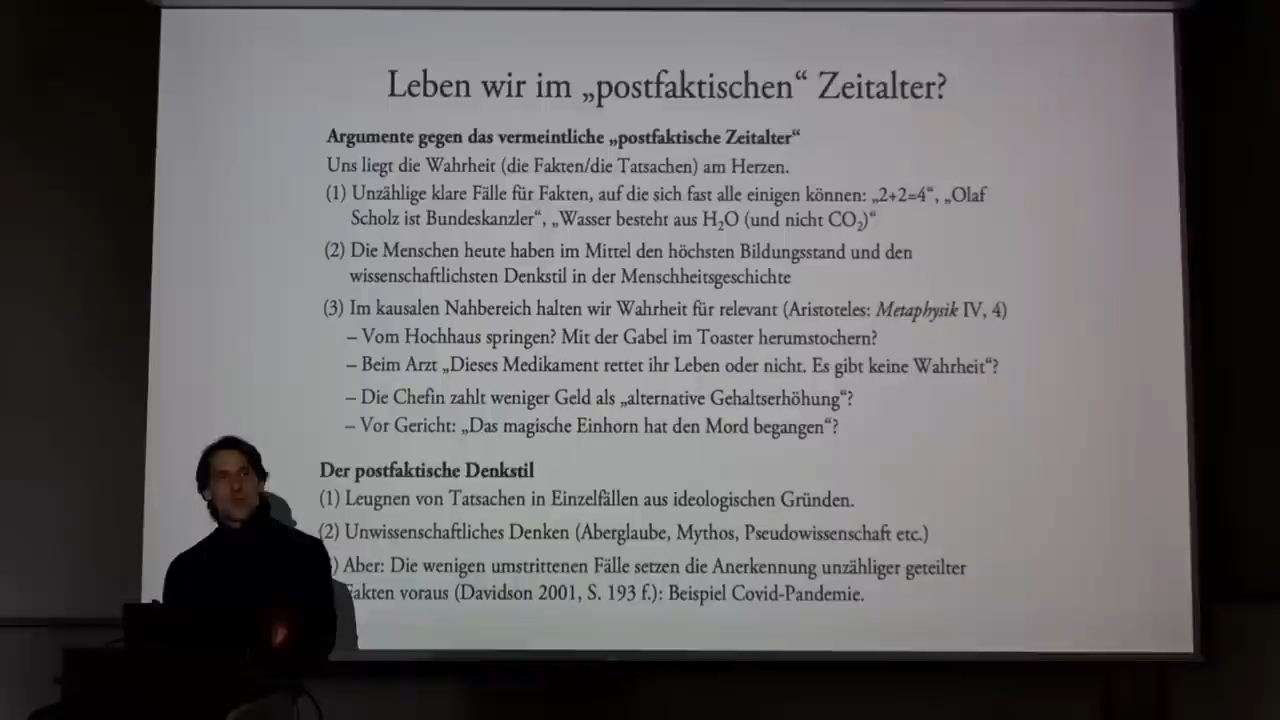 Leben wir im „postfaktischen“ Zeitalter?
Argumente gegen das vermeintliche „postfaktische Zeitalter“
Uns liegt die Wahrheit (die Fakten/die Tatsachen) am Herzen.
(1) Unzählige klare Fälle für Fakten, auf die sich fast alle einigen können: „2+2=4“, „Olaf
Scholz ist Bundeskanzler“, „Wasser besteht aus H₂O (und nicht CO₂)“
(2) Die Menschen heute haben im Mittel den höchsten Bildungsstand und den
wissenschaftlichsten Denkstil in der Menschheitsgeschichte
(3) Im kausalen Nahbereich halten wir Wahrheit für relevant (Aristoteles: Metaphysik IV, 4)
– Vom Hochhaus springen? Mit der Gabel im Toaster herumstochern?
– Beim Arzt „Dieses Medikament rettet ihr Leben oder nicht. Es gibt keine Wahrheit“?
– Die Chefin zahlt weniger Geld als „alternative Gehaltserhöhung“?
– Vor Gericht: „Das magische Einhorn hat den Mord begangen“?
Der postfaktische Denkstil
(1) Leugnen von Tatsachen in Einzelfällen aus ideologischen Gründen.
(2) Unwissenschaftliches Denken (Aberglaube, Mythos, Pseudowissenschaft etc.)
) Aber: Die wenigen umstrittenen Fälle setzen die Anerkennung unzähliger geteilter
Fakten voraus (Davidson 2001, S. 193 f.): Beispiel Covid-Pandemie.